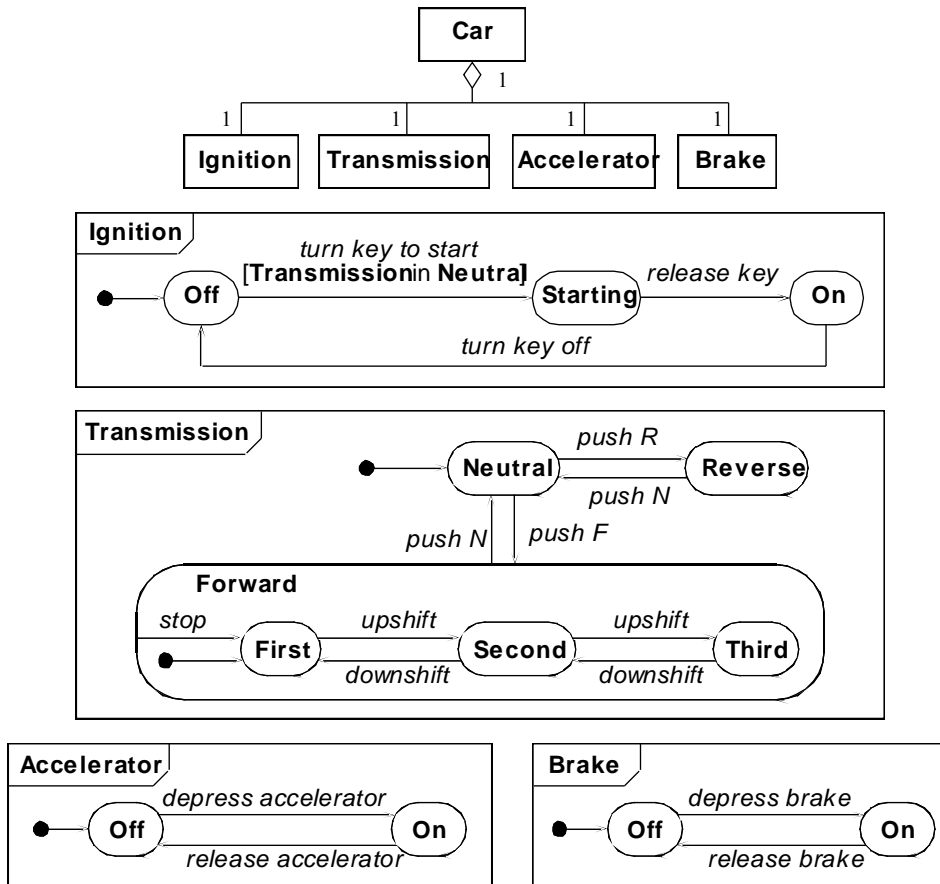 Car
1
1
1
1
1
Ignition
Transmission
Accelerator
Brake
Ignition
turn key to start
[Transmission in Neutral]
Off
Starting
release key
On
turn key off
Transmission
push R
Neutral
Reverse
push N
push N
push F
Forward
stop
upshift
upshift
First
Second
Third
downshift
downshift
Accelerator
depress accelerator
Off
On
release accelerator
Brake
depress brake
Off
On
release brake